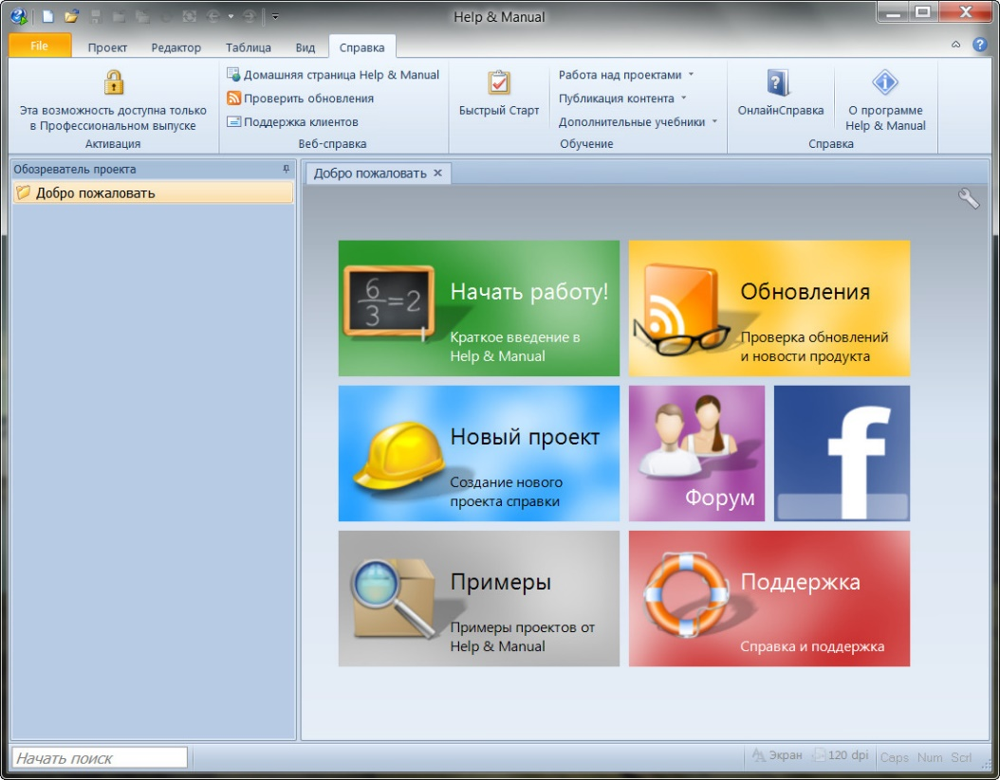 Help & Manual
File
Проект
Редактор
Таблица
Вид
Справка
Эта возможность доступна только
в Профессиональном выпуске
Активация
Домашняя страница Help & Manual
Проверить обновления
Поддержка клиентов
Веб-справка
Быстрый Старт
Работа над проектами
Публикация контента
Дополнительные учебники
Обучение
ОнлайнСправка
О программе
Help & Manual
Справка
Обозреватель проекта
Добро пожаловать
Добро пожаловать
6/3=2
Начать работу!
Краткое введение в
Help & Manual
Обновления
Проверка обновлений
и новости продукта
Новый проект
Создание нового
проекта справки
Форум
f
Примеры
Примеры проектов от
Help & Manual
Поддержка
Справка и поддержка
Начать поиск
Экран
120 dpi
Caps
Num
Scrl